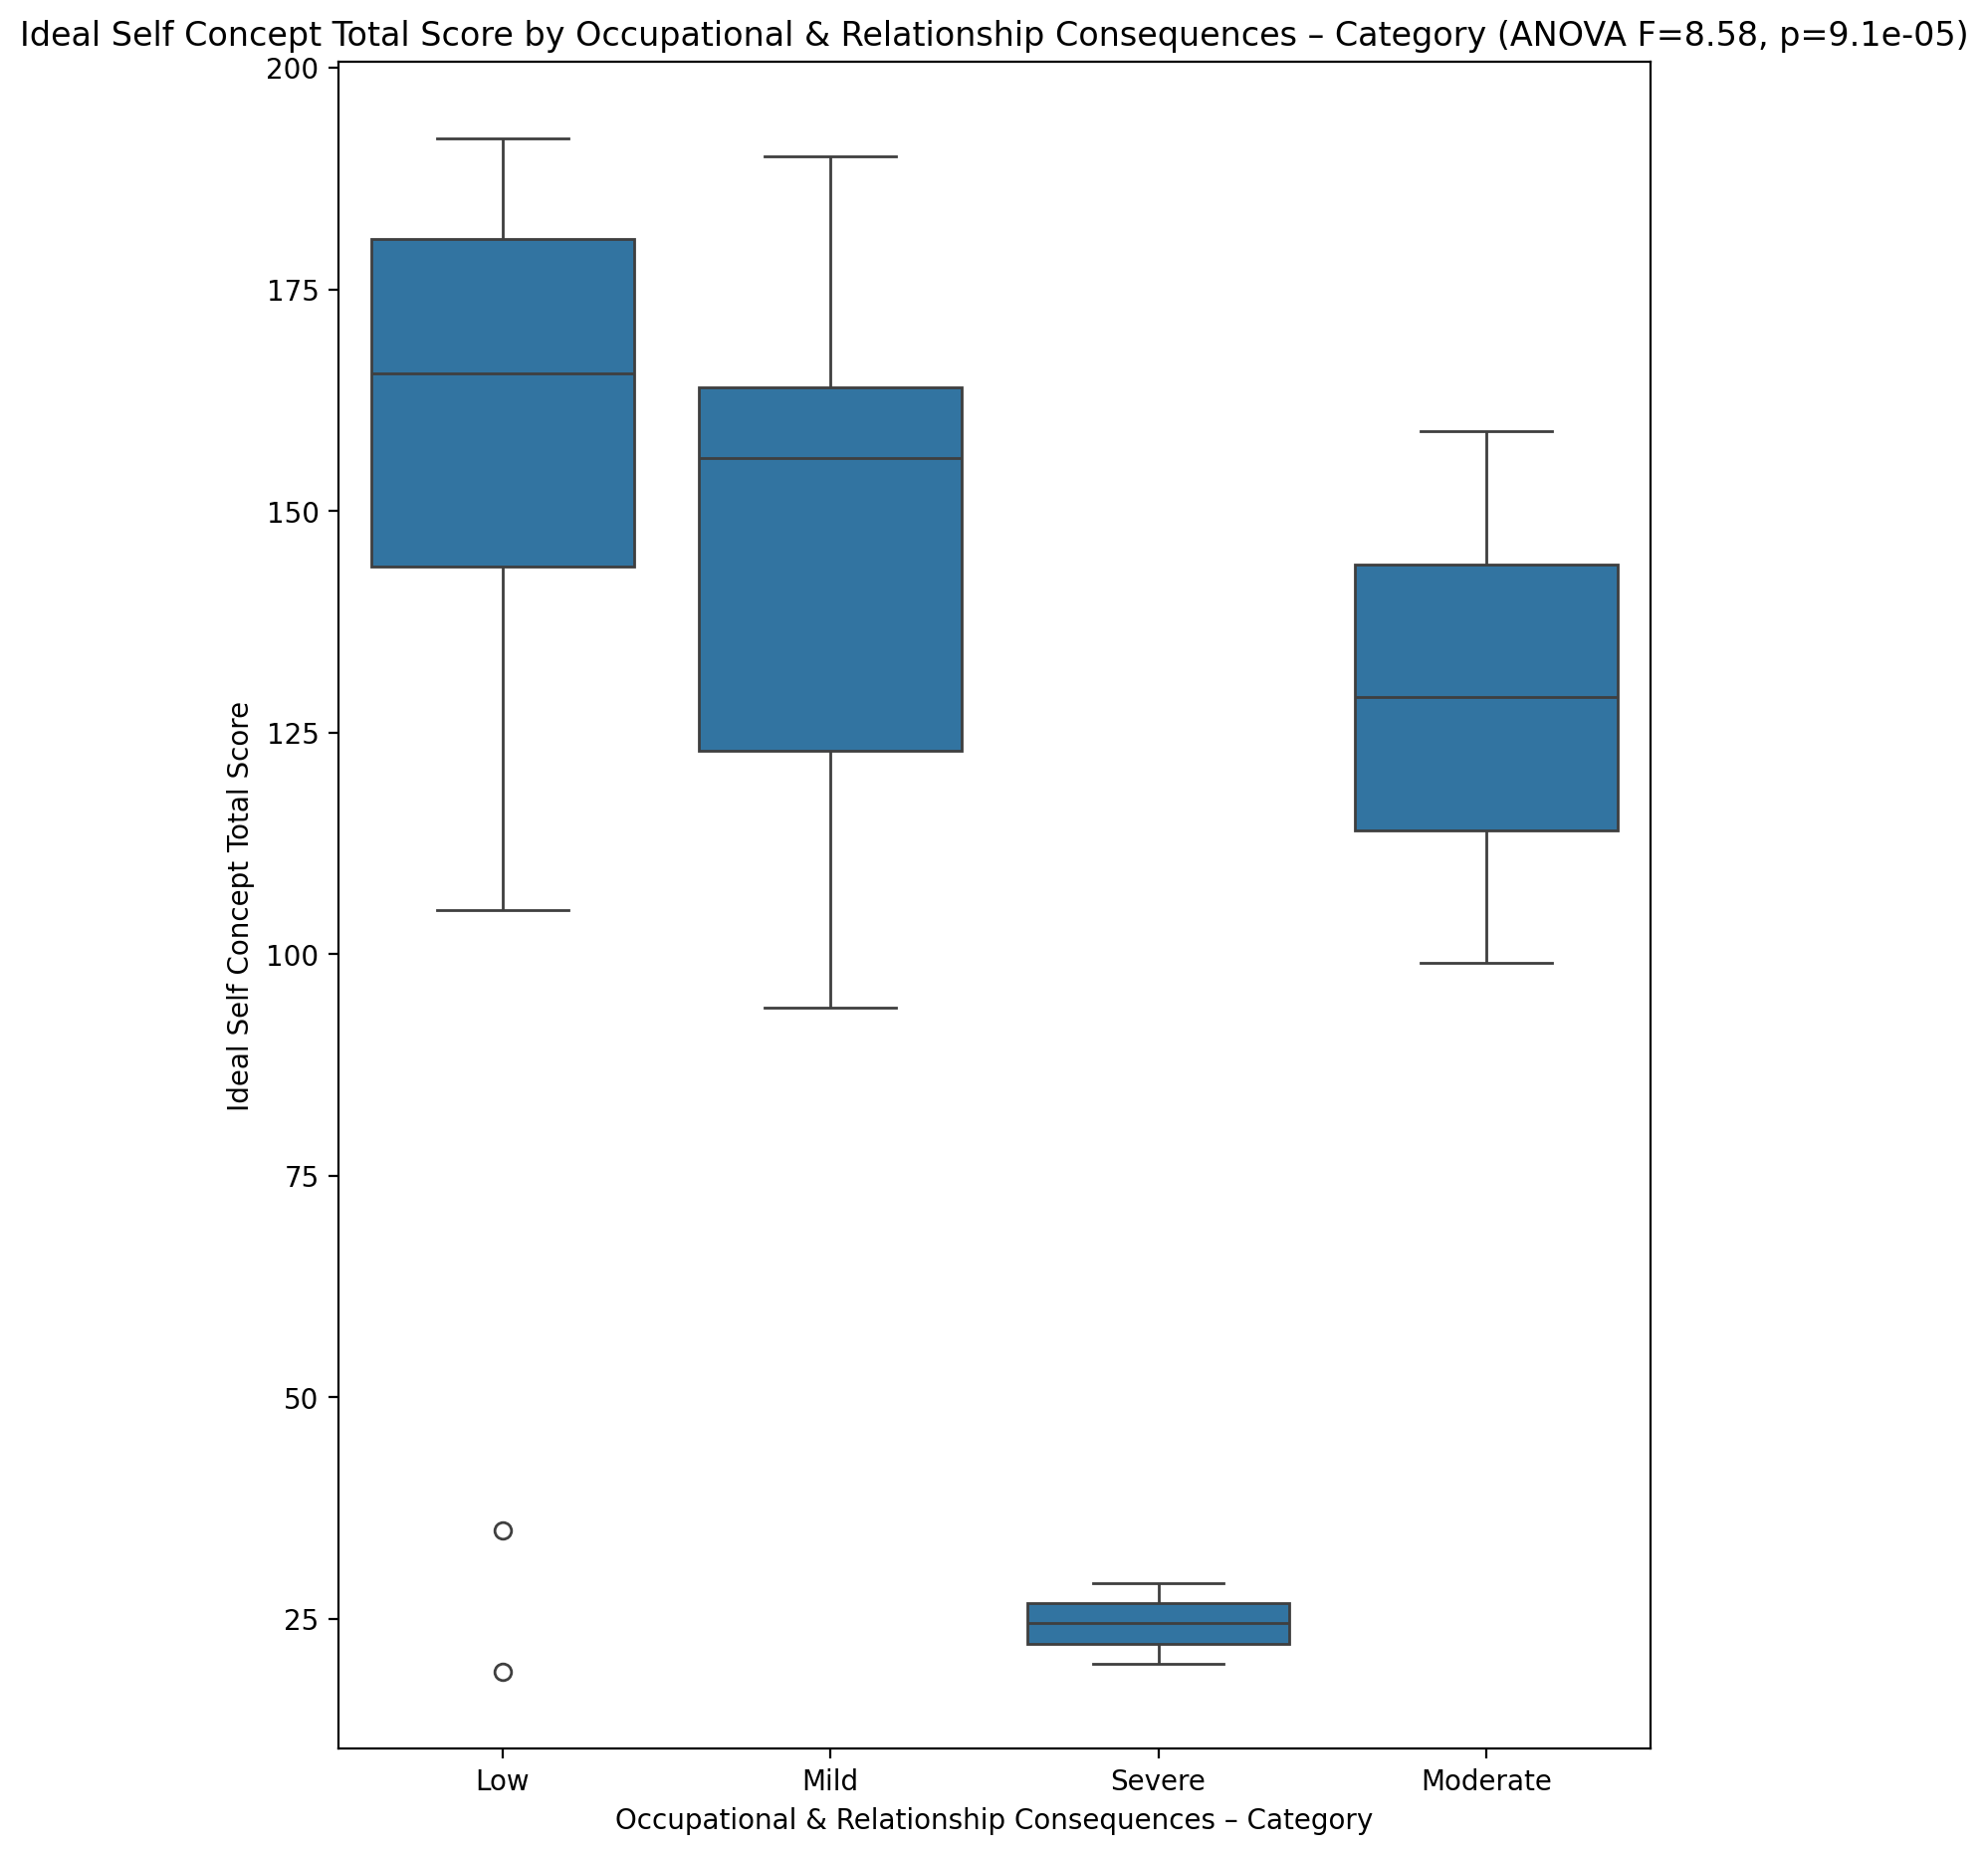 Ideal Self Concept Total Score by Occupational & Relationship Consequences – Category (ANOVA F=8.58, p=9.1e-05)
200
175
150
125
100
75
50
25
Ideal Self Concept Total Score
Low Mild Severe Moderate
Occupational & Relationship Consequences – Category